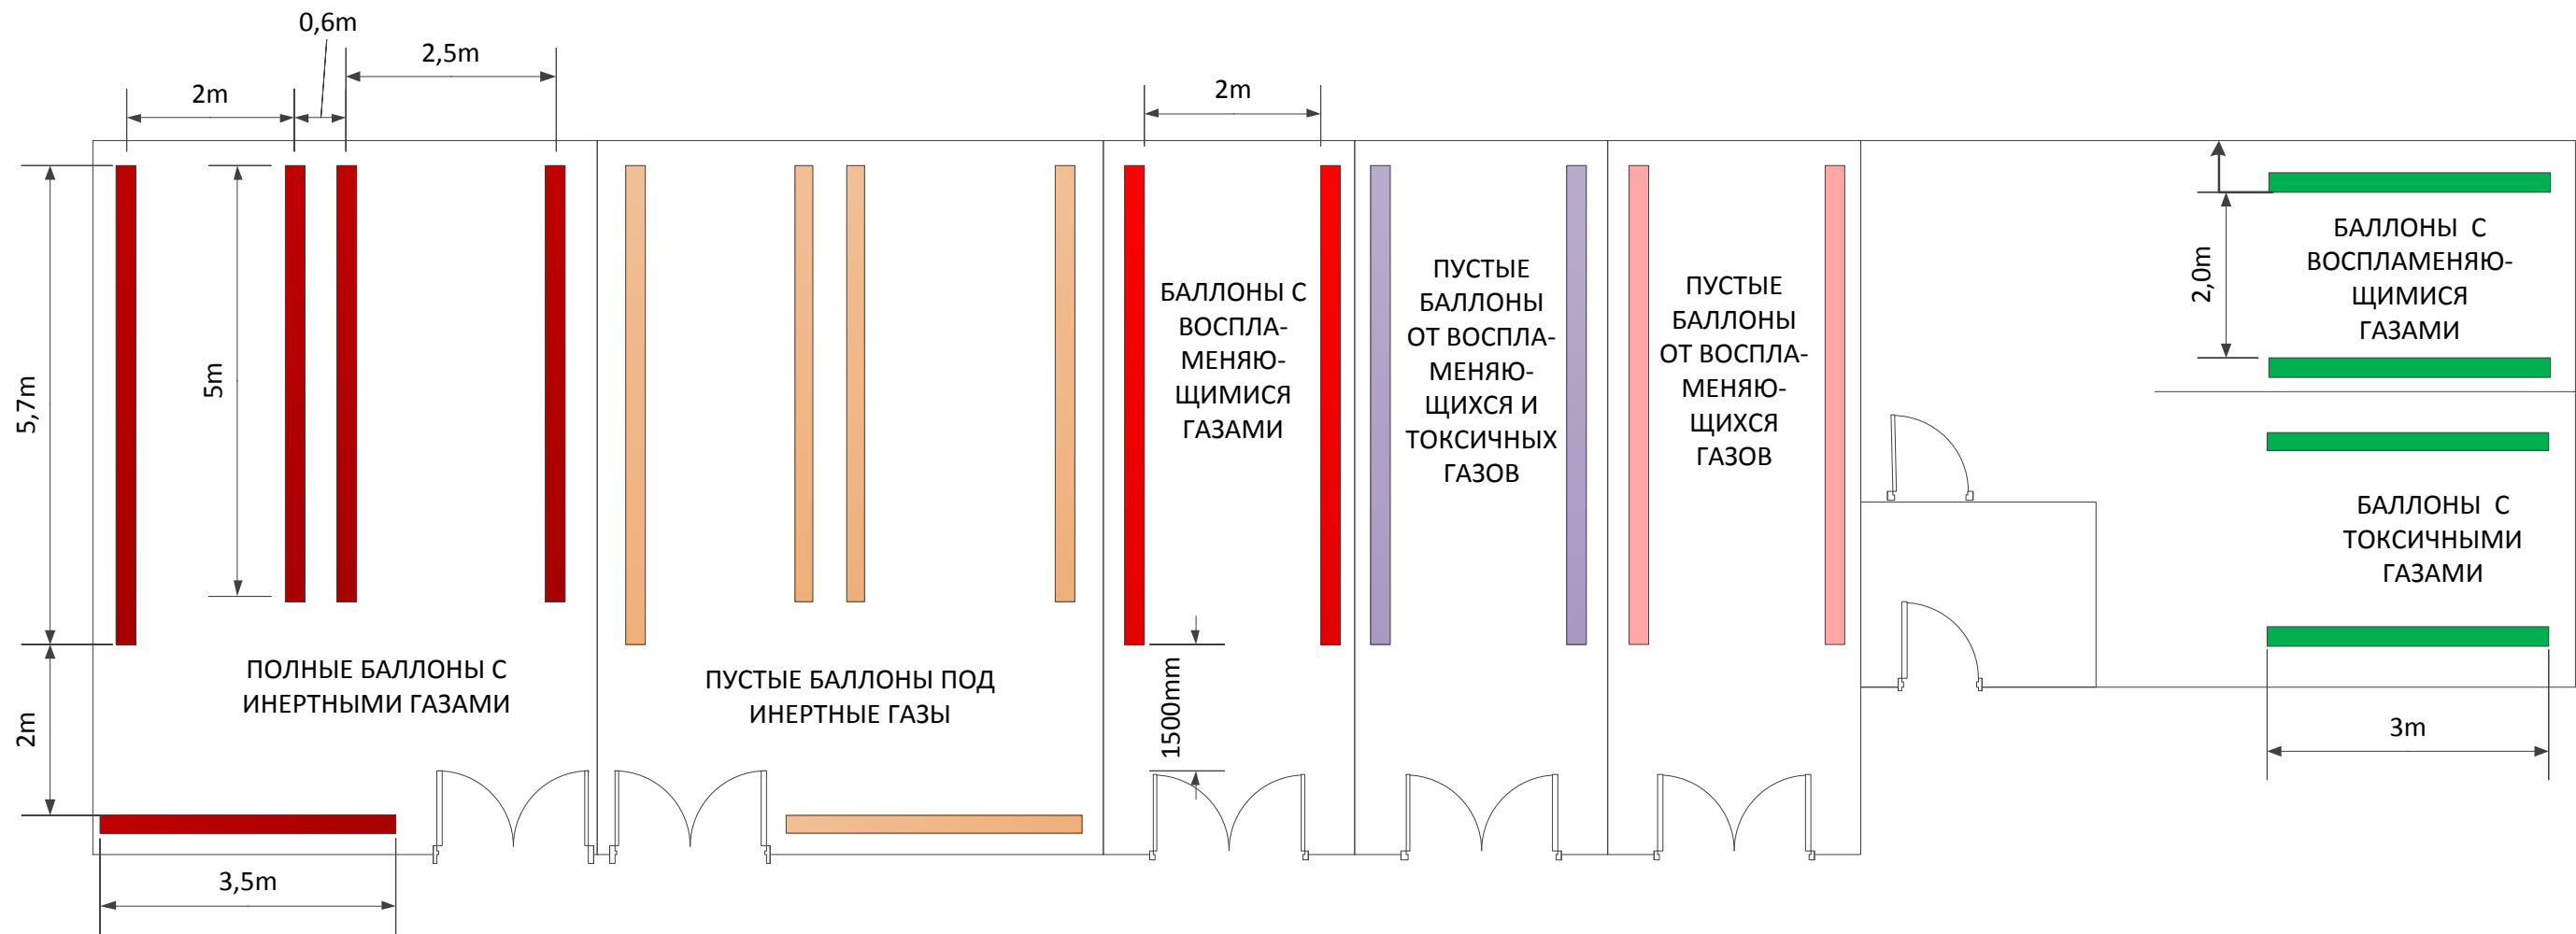 0,6m
2,5m
2m
2m
5,7m
5m
2,0m
БАЛЛОНЫ С
ВОСПЛА-
МЕНЯЮ-
ЩИМИСЯ
ГАЗАМИ
ПУСТЫЕ
БАЛЛОНЫ
ОТ ВОСПЛА-
МЕНЯЮ-
ЩИХСЯ И
ТОКСИЧНЫХ
ГАЗОВ
ПУСТЫЕ
БАЛЛОНЫ
ОТ ВОСПЛА-
МЕНЯЮ-
ЩИХСЯ
ГАЗОВ
БАЛЛОНЫ С
ВОСПЛАМЕНЯЮ-
ЩИМИСЯ
ГАЗАМИ
БАЛЛОНЫ С
ТОКСИЧНЫМИ
ГАЗАМИ
ПОЛНЫЕ БАЛЛОНЫ С
ИНЕРТНЫМИ ГАЗАМИ
ПУСТЫЕ БАЛЛОНЫ ПОД
ИНЕРТНЫЕ ГАЗЫ
2m
1500mm
3m
3,5m